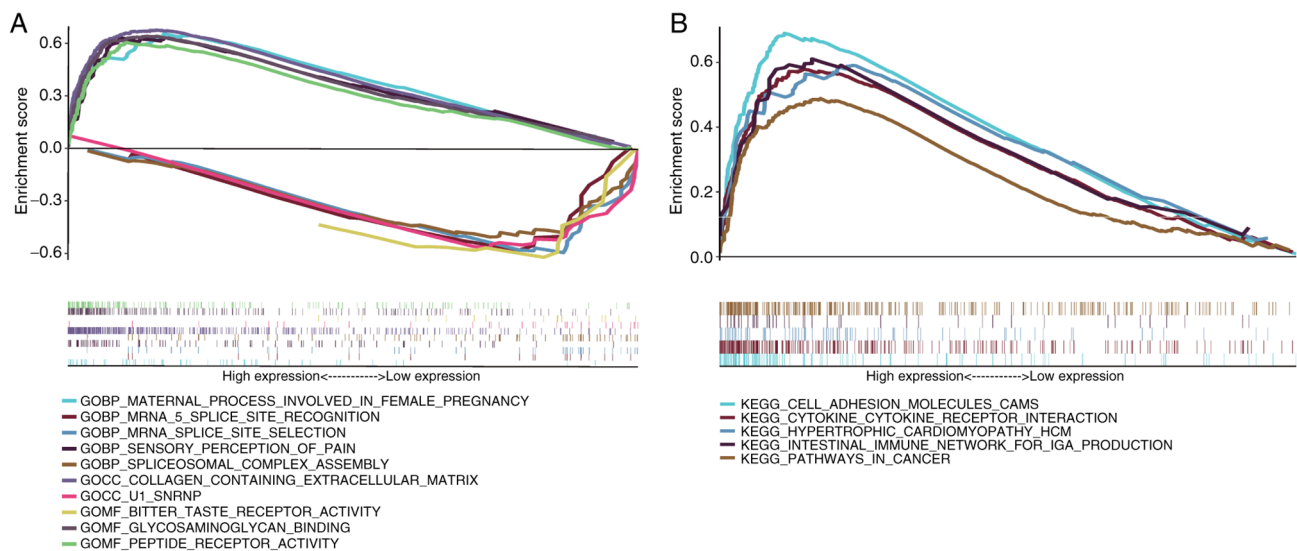 A
Enrichment score
0.6
0.3
0.0
−0.3
−0.6
High expression<----------->Low expression
GOBP_MATERNAL_PROCESS_INVOLVED_IN_FEMALE_PREGNANCY
GOBP_MRNA_5_SPLICE_SITE_RECOGNITION
GOBP_MRNA_SPLICE_SITE_SELECTION
GOBP_SENSORY_PERCEPTION_OF_PAIN
GOBP_SPLICEOSOMAL_COMPLEX_ASSEMBLY
GOCC_COLLAGEN_CONTAINING_EXTRACELLULAR_MATRIX
GOCC_U1_SNRNP
GOMF_BITTER_TASTE_RECEPTOR_ACTIVITY
GOMF_GLYCOSAMINOGLYCAN_BINDING
GOMF_PEPTIDE_RECEPTOR_ACTIVITY
B
Enrichment score
0.6
0.4
0.2
0.0
High expression<----------->Low expression
KEGG_CELL_ADHESION_MOLECULES_CAMS
KEGG_CYTOKINE_CYTOKINE_RECEPTOR_INTERACTION
KEGG_HYPERTROPHIC_CARDIOMYOPATHY_HCM
KEGG_INTESTINAL_IMMUNE_NETWORK_FOR_IGA_PRODUCTION
KEGG_PATHWAYS_IN_CANCER